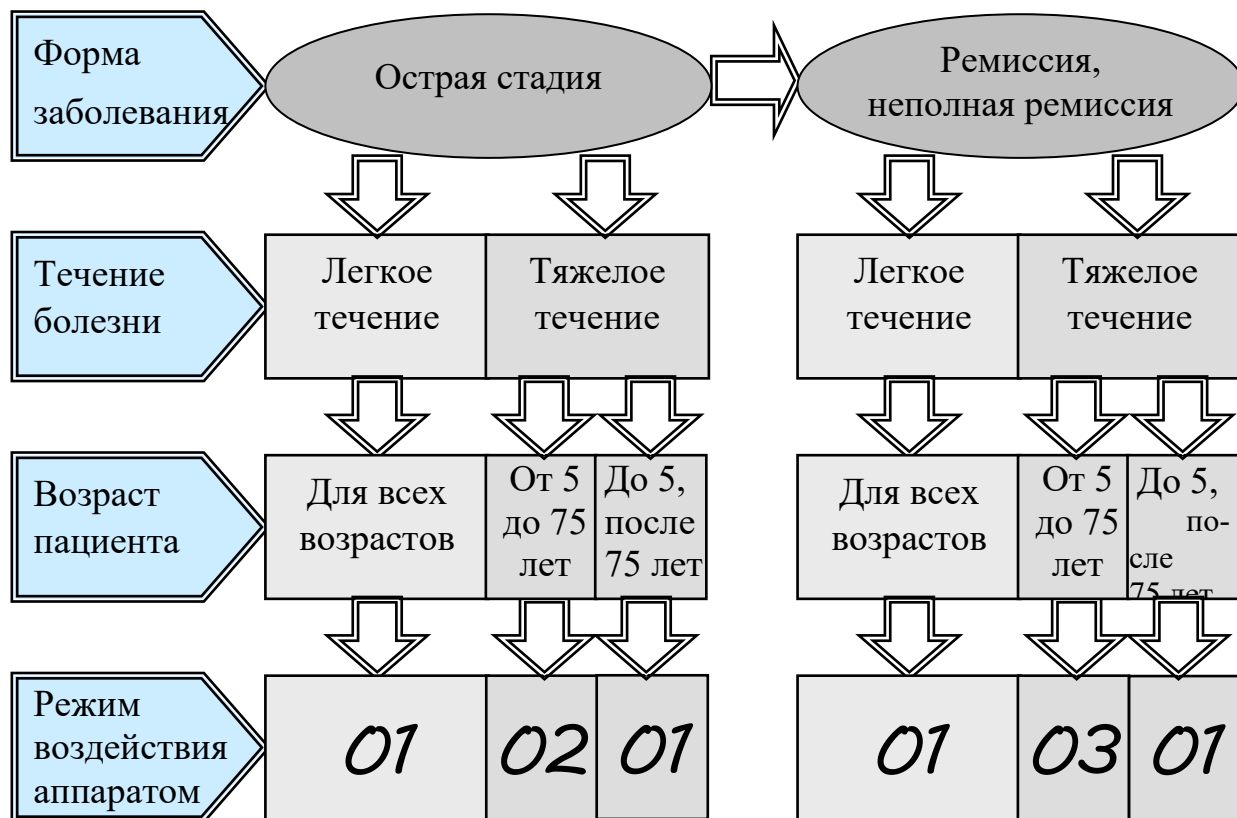 Форма
заболевания
Острая стадия
Ремиссия,
неполная ремиссия
Течение
болезни
Легкое
течение
Тяжелое
течение
Легкое
течение
Тяжелое
течение
Возраст
пациента
Для всех
возрастов
От 5
до 75
лет
До 5,
после
75 лет
Для всех
возрастов
От 5
до 75
лет
До 5,
по-
сле
75 лет
Режим
воздействия
аппаратом
01
02
01
01
03
01